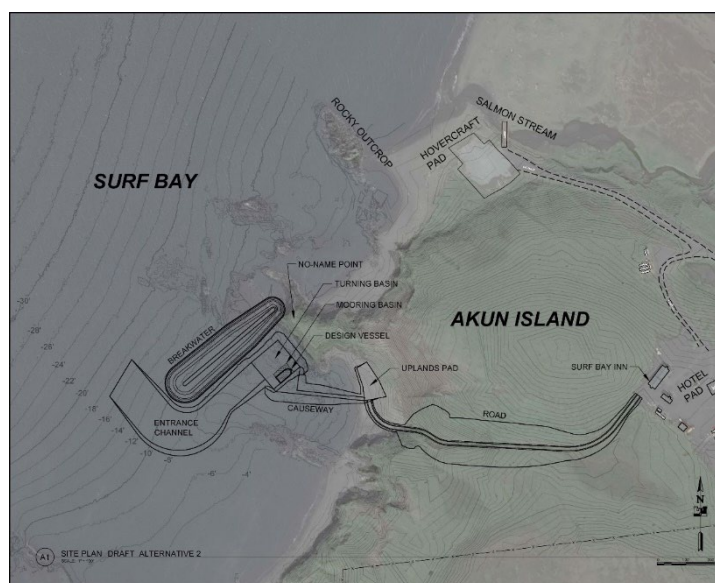 SALMON STREAM
HOVERCRAFT
PAD
ROCKY OUTCROP
SURF BAY
NO-NAME POINT
TURNING BASIN
MOORING BASIN
DESIGN VESSEL
BREAKWATER
AKUN ISLAND
UPLANDS PAD
SURF BAY INN
HOTEL
PAD
CAUSEWAY
ROAD
ENTRANCE
CHANNEL
-30'
-28'
-26'
-24'
-22'
-20'
-18'
-16'
-14'
-12'
-10'
-8'
-6'
-4'
N
A1
SITE PLAN DRAFT ALTERNATIVE 2